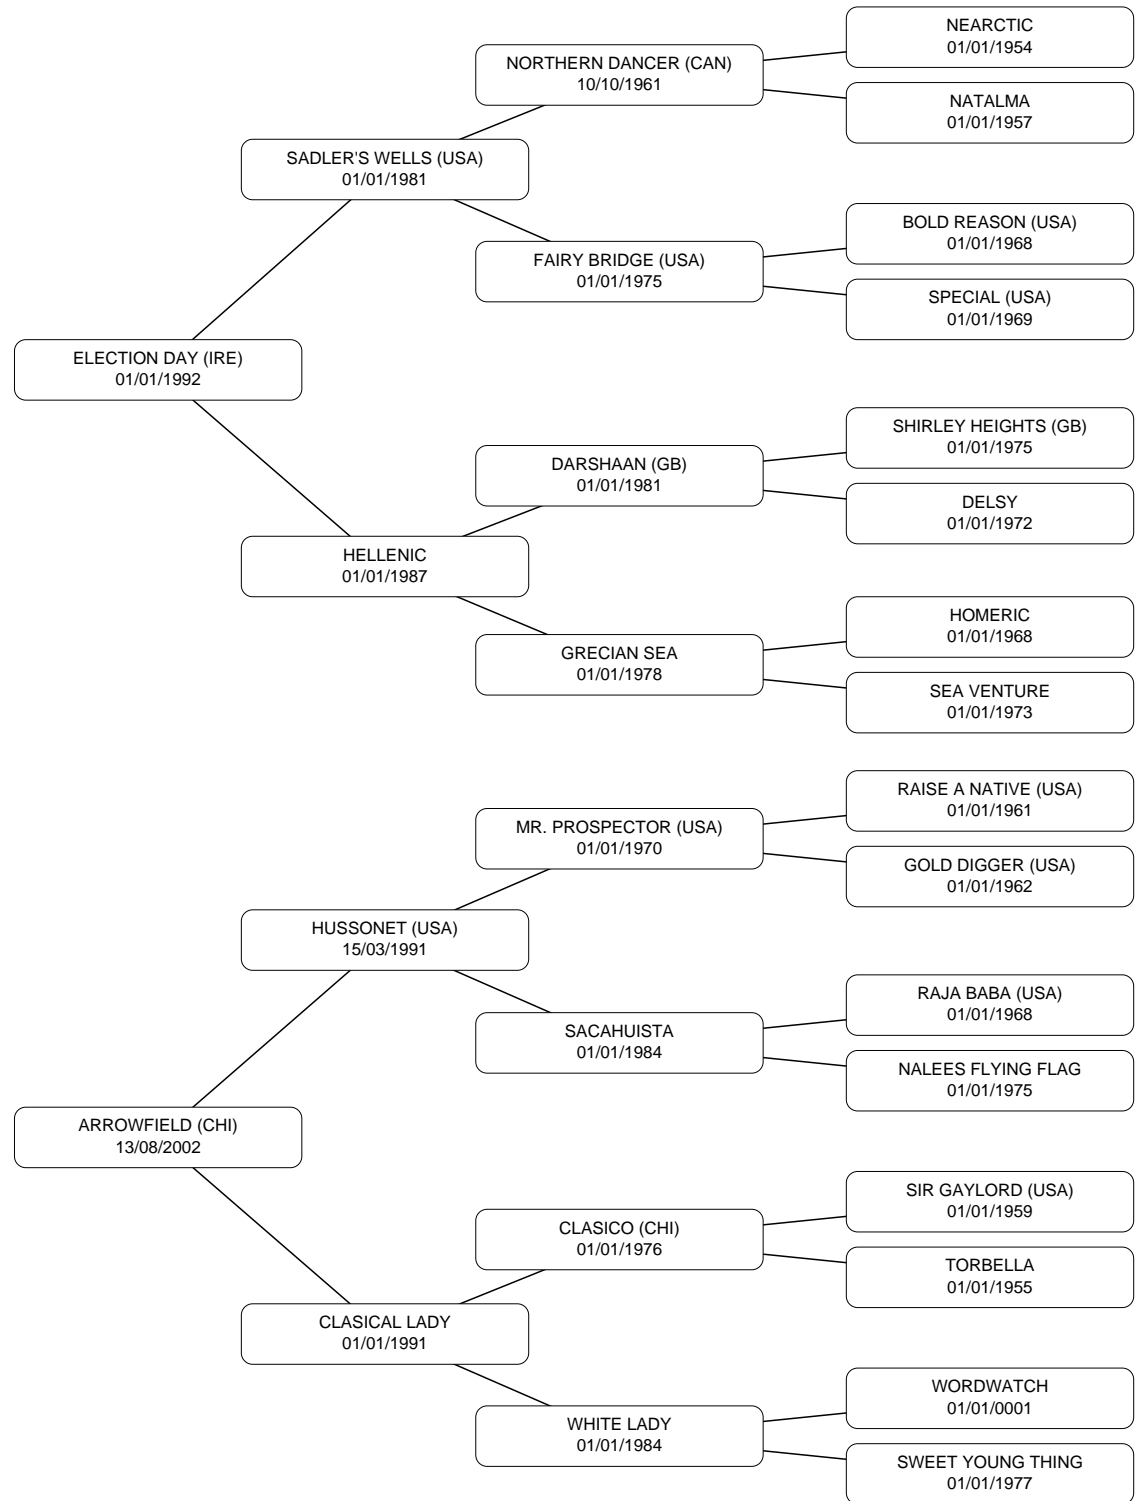 NEARCTIC
01/01/1954
NORTHERN DANCER (CAN)
10/10/1961
NATALMA
01/01/1957
SADLER'S WELLS (USA)
01/01/1981
BOLD REASON (USA)
01/01/1968
FAIRY BRIDGE (USA)
01/01/1975
SPECIAL (USA)
01/01/1969
ELECTION DAY (IRE)
01/01/1992
SHIRLEY HEIGHTS (GB)
01/01/1975
DARSHAAN (GB)
01/01/1981
DELSY
01/01/1972
HELLENIC
01/01/1987
HOMERIC
01/01/1968
GRECIAN SEA
01/01/1978
SEA VENTURE
01/01/1973
RAISE A NATIVE (USA)
01/01/1961
MR. PROSPECTOR (USA)
01/01/1970
GOLD DIGGER (USA)
01/01/1962
HUSSONET (USA)
15/03/1991
RAJA BABA (USA)
01/01/1968
SACAHUISTA
01/01/1984
NALEES FLYING FLAG
01/01/1975
ARROWFIELD (CHI)
13/08/2002
SIR GAYLORD (USA)
01/01/1959
CLASICO (CHI)
01/01/1976
TORBELLA
01/01/1955
CLASICAL LADY
01/01/1991
WORDWATCH
01/01/0001
WHITE LADY
01/01/1984
SWEET YOUNG THING
01/01/1977